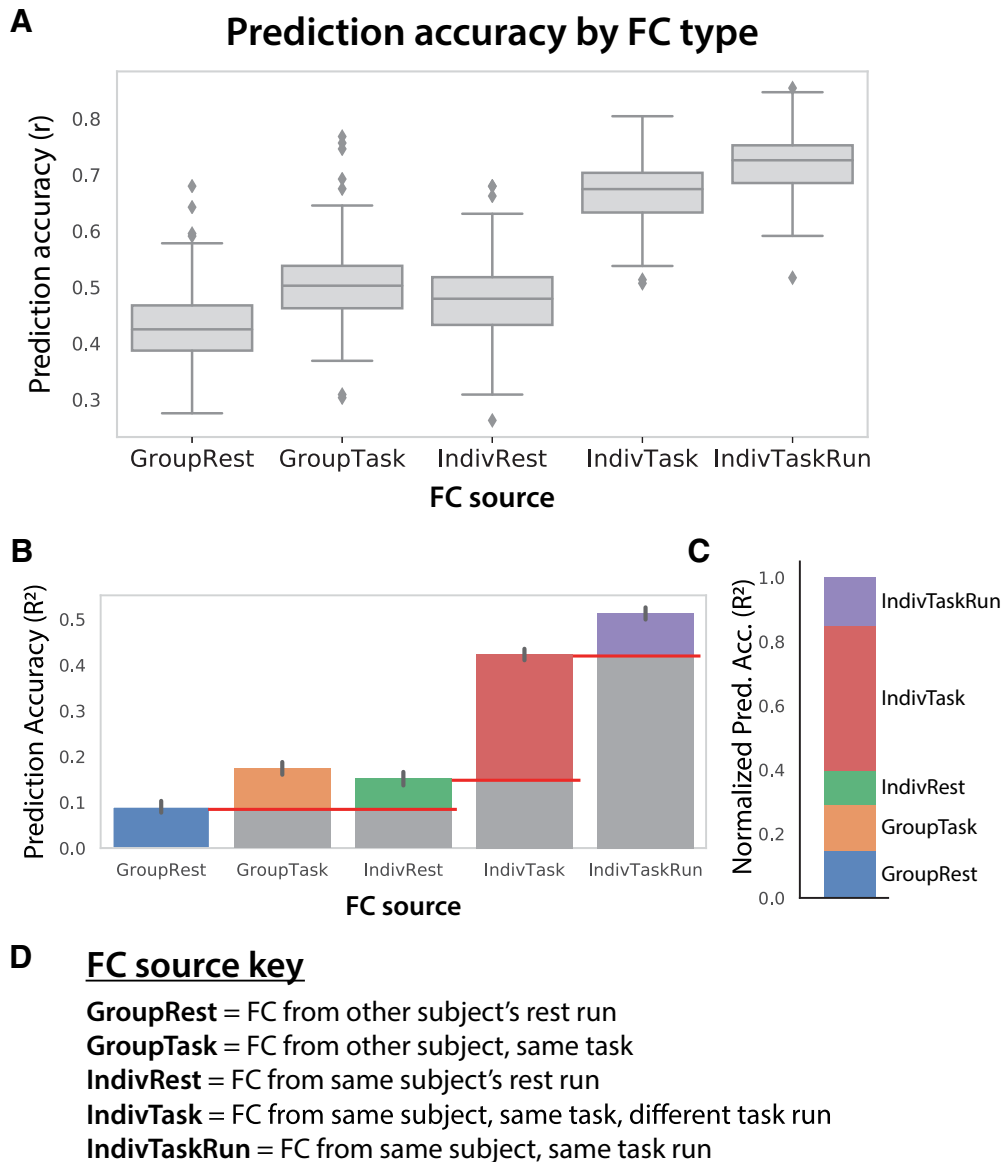 A
Prediction accuracy by FC type
Prediction accuracy (r)
0.8
0.7
0.6
0.5
0.4
0.3
GroupRest GroupTask IndivRest IndivTask IndivTaskRun
FC source
B
Prediction Accuracy (R²)
0.5
0.4
0.3
0.2
0.1
0.0
GroupRest GroupTask IndivRest IndivTask IndivTaskRun
FC source
C
Normalized Pred. Acc. (R²)
1.0
0.8
0.6
0.4
0.2
0.0
IndivTaskRun
IndivTask
IndivRest
GroupTask
GroupRest
D
FC source key
GroupRest = FC from other subject's rest run
GroupTask = FC from other subject, same task
IndivRest = FC from same subject's rest run
IndivTask = FC from same subject, same task, different task run
IndivTaskRun = FC from same subject, same task run